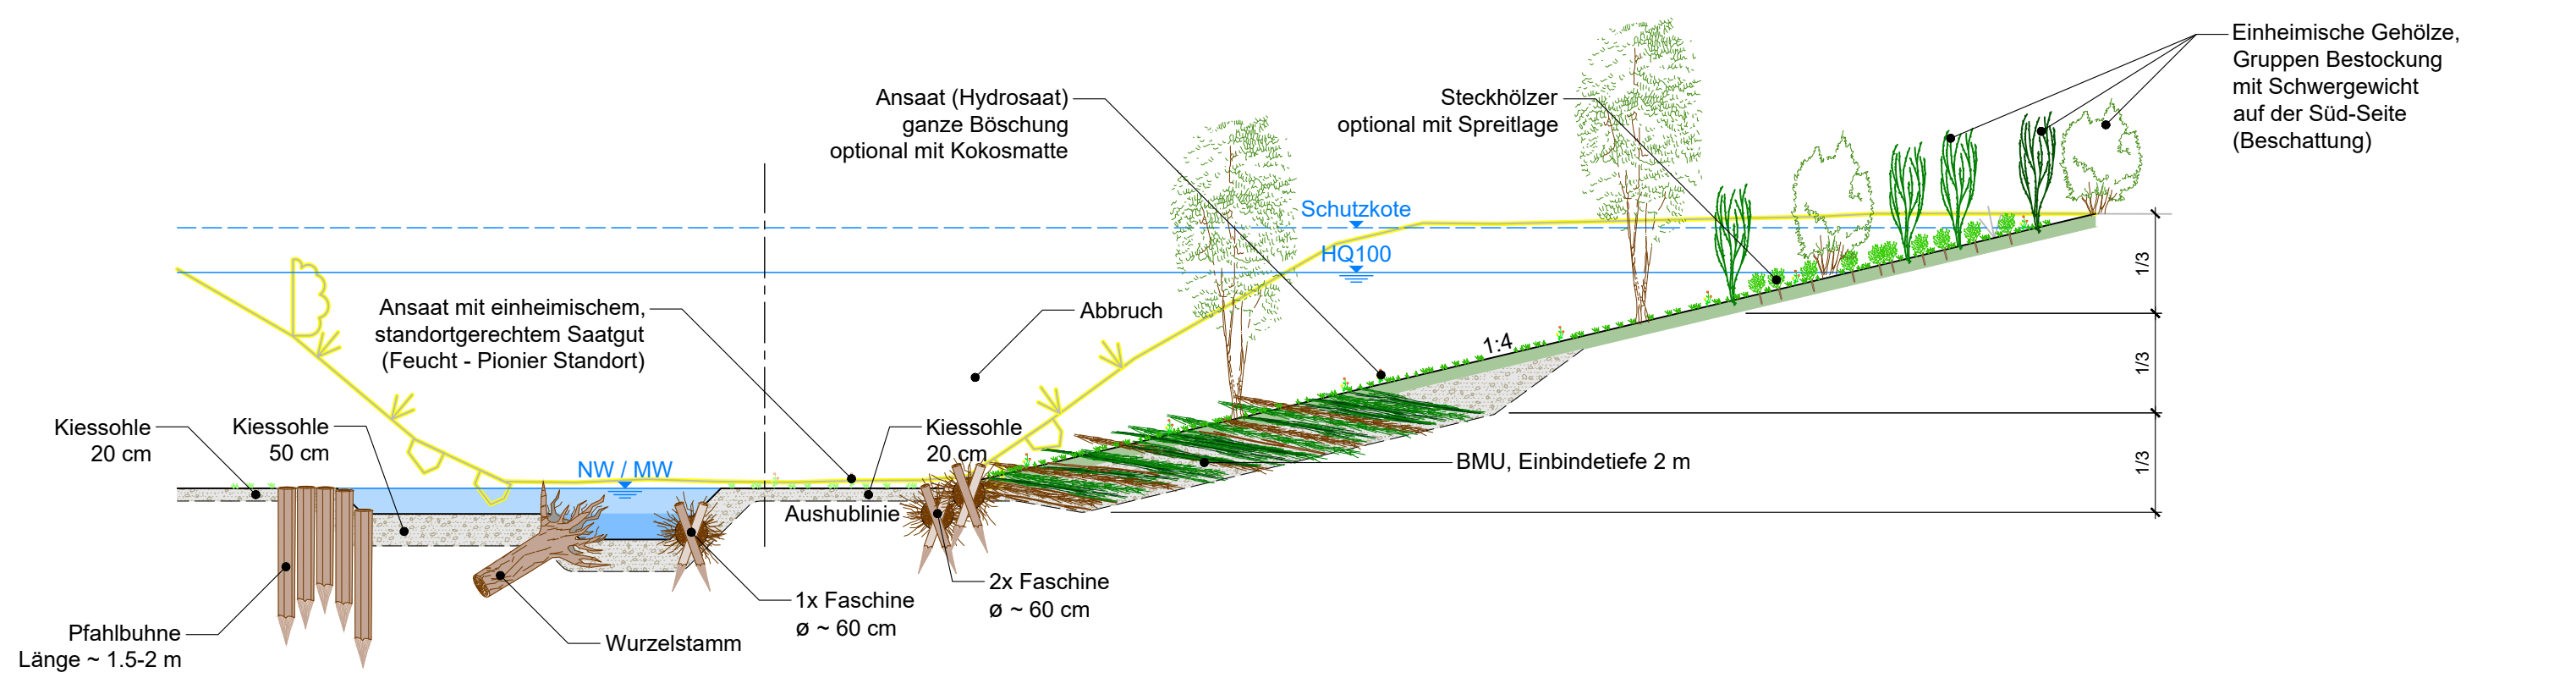 Einheimische Gehölze,
Gruppen Bestockung
mit Schwergewicht
auf der Süd-Seite
(Beschattung)
Ansaat (Hydrosaat)
ganze Böschung
optional mit Kokosmatte
Steckhölzer
optional mit Spreitlage
Schutzkote
HQ100
Ansaat mit einheimischem,
standortgerechtem Saatgut
(Feucht - Pionier Standort)
Abbruch
1:4
1/3
1/3
1/3
Kiessohle
20 cm
Kiessohle
50 cm
NW / MW
Kiessohle
20 cm
BMU, Einbindetiefe 2 m
Aushublinie
2x Faschine
ø ~ 60 cm
1x Faschine
ø ~ 60 cm
Wurzelstamm
Pfahlbuhne
Länge ~ 1.5-2 m